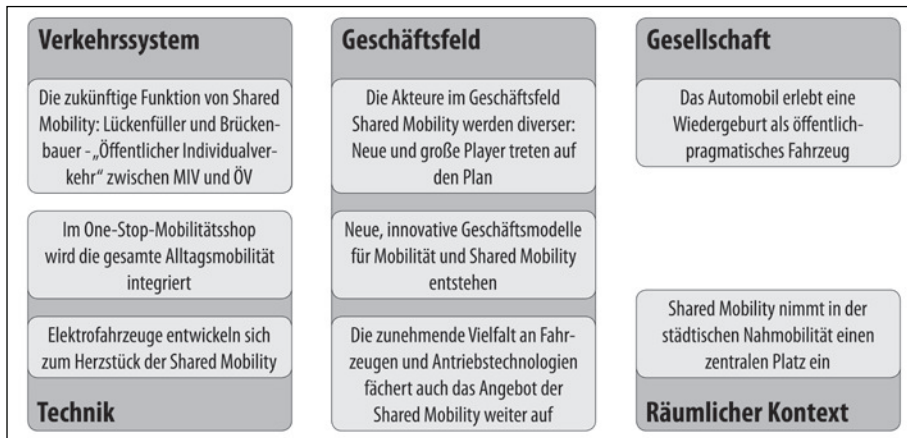 Verkehrssystem
Die zukünftige Funktion von Shared
Mobility: Lückenfüller und Brücken-
bauer - „Öffentlicher Individualver-
kehr“ zwischen MIV und ÖV
Im One-Stop-Mobilitätsshop
wird die gesamte Alltagsmobilität
integriert
Elektrofahrzeuge entwickeln sich
zum Herzstück der Shared Mobility
Technik
Geschäftsfeld
Die Akteure im Geschäftsfeld
Shared Mobility werden diverser:
Neue und große Player treten auf
den Plan
Neue, innovative Geschäftsmodelle
für Mobilität und Shared Mobility
entstehen
Die zunehmende Vielfalt an Fahr-
zeugen und Antriebstechnologien
fächert auch das Angebot der
Shared Mobility weiter auf
Gesellschaft
Das Automobil erlebt eine
Wiedergeburt als öffentlich-
pragmatisches Fahrzeug
Shared Mobility nimmt in der
städtischen Nahmobilität einen
zentralen Platz ein
Räumlicher Kontext